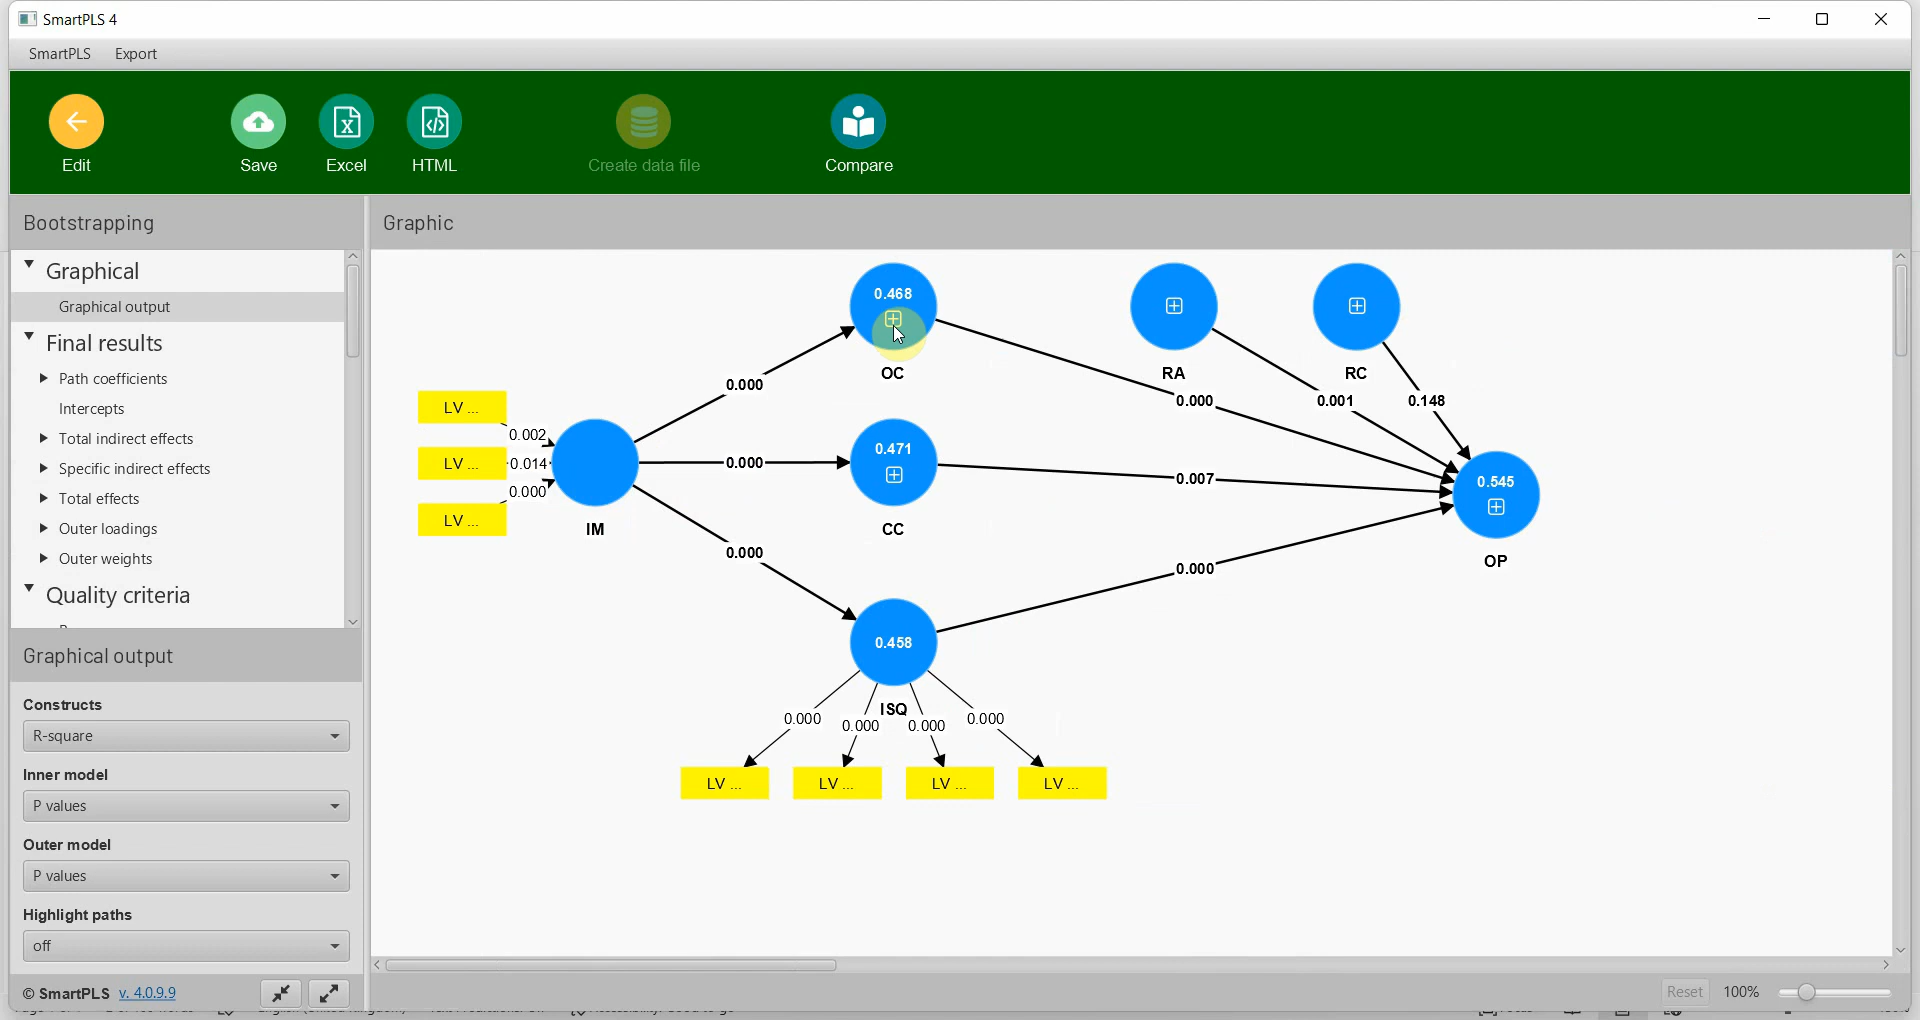 SmartPLS 4
SmartPLS Export
Edit Save Excel HTML Create data file Compare
Bootstrapping
Graphical
Graphical output
Final results
Path coefficients
Intercepts
Total indirect effects
Specific indirect effects
Total effects
Outer loadings
Outer weights
Quality criteria
Graphical output
Constructs
R-square
Inner model
P values
Outer model
P values
Highlight paths
off
© SmartPLS v. 4.0.9.9
Graphic
0.468
OC RA RC
0.000 0.000 0.001 0.148
LV ...
0.002
LV ...
0.014
0.000
LV ...
IM
0.000
0.471
CC
0.007
0.545
OP
0.000
0.000
0.458
ISQ
0.000 0.000 0.000 0.000
LV ... LV ... LV ... LV ...
Reset 100%